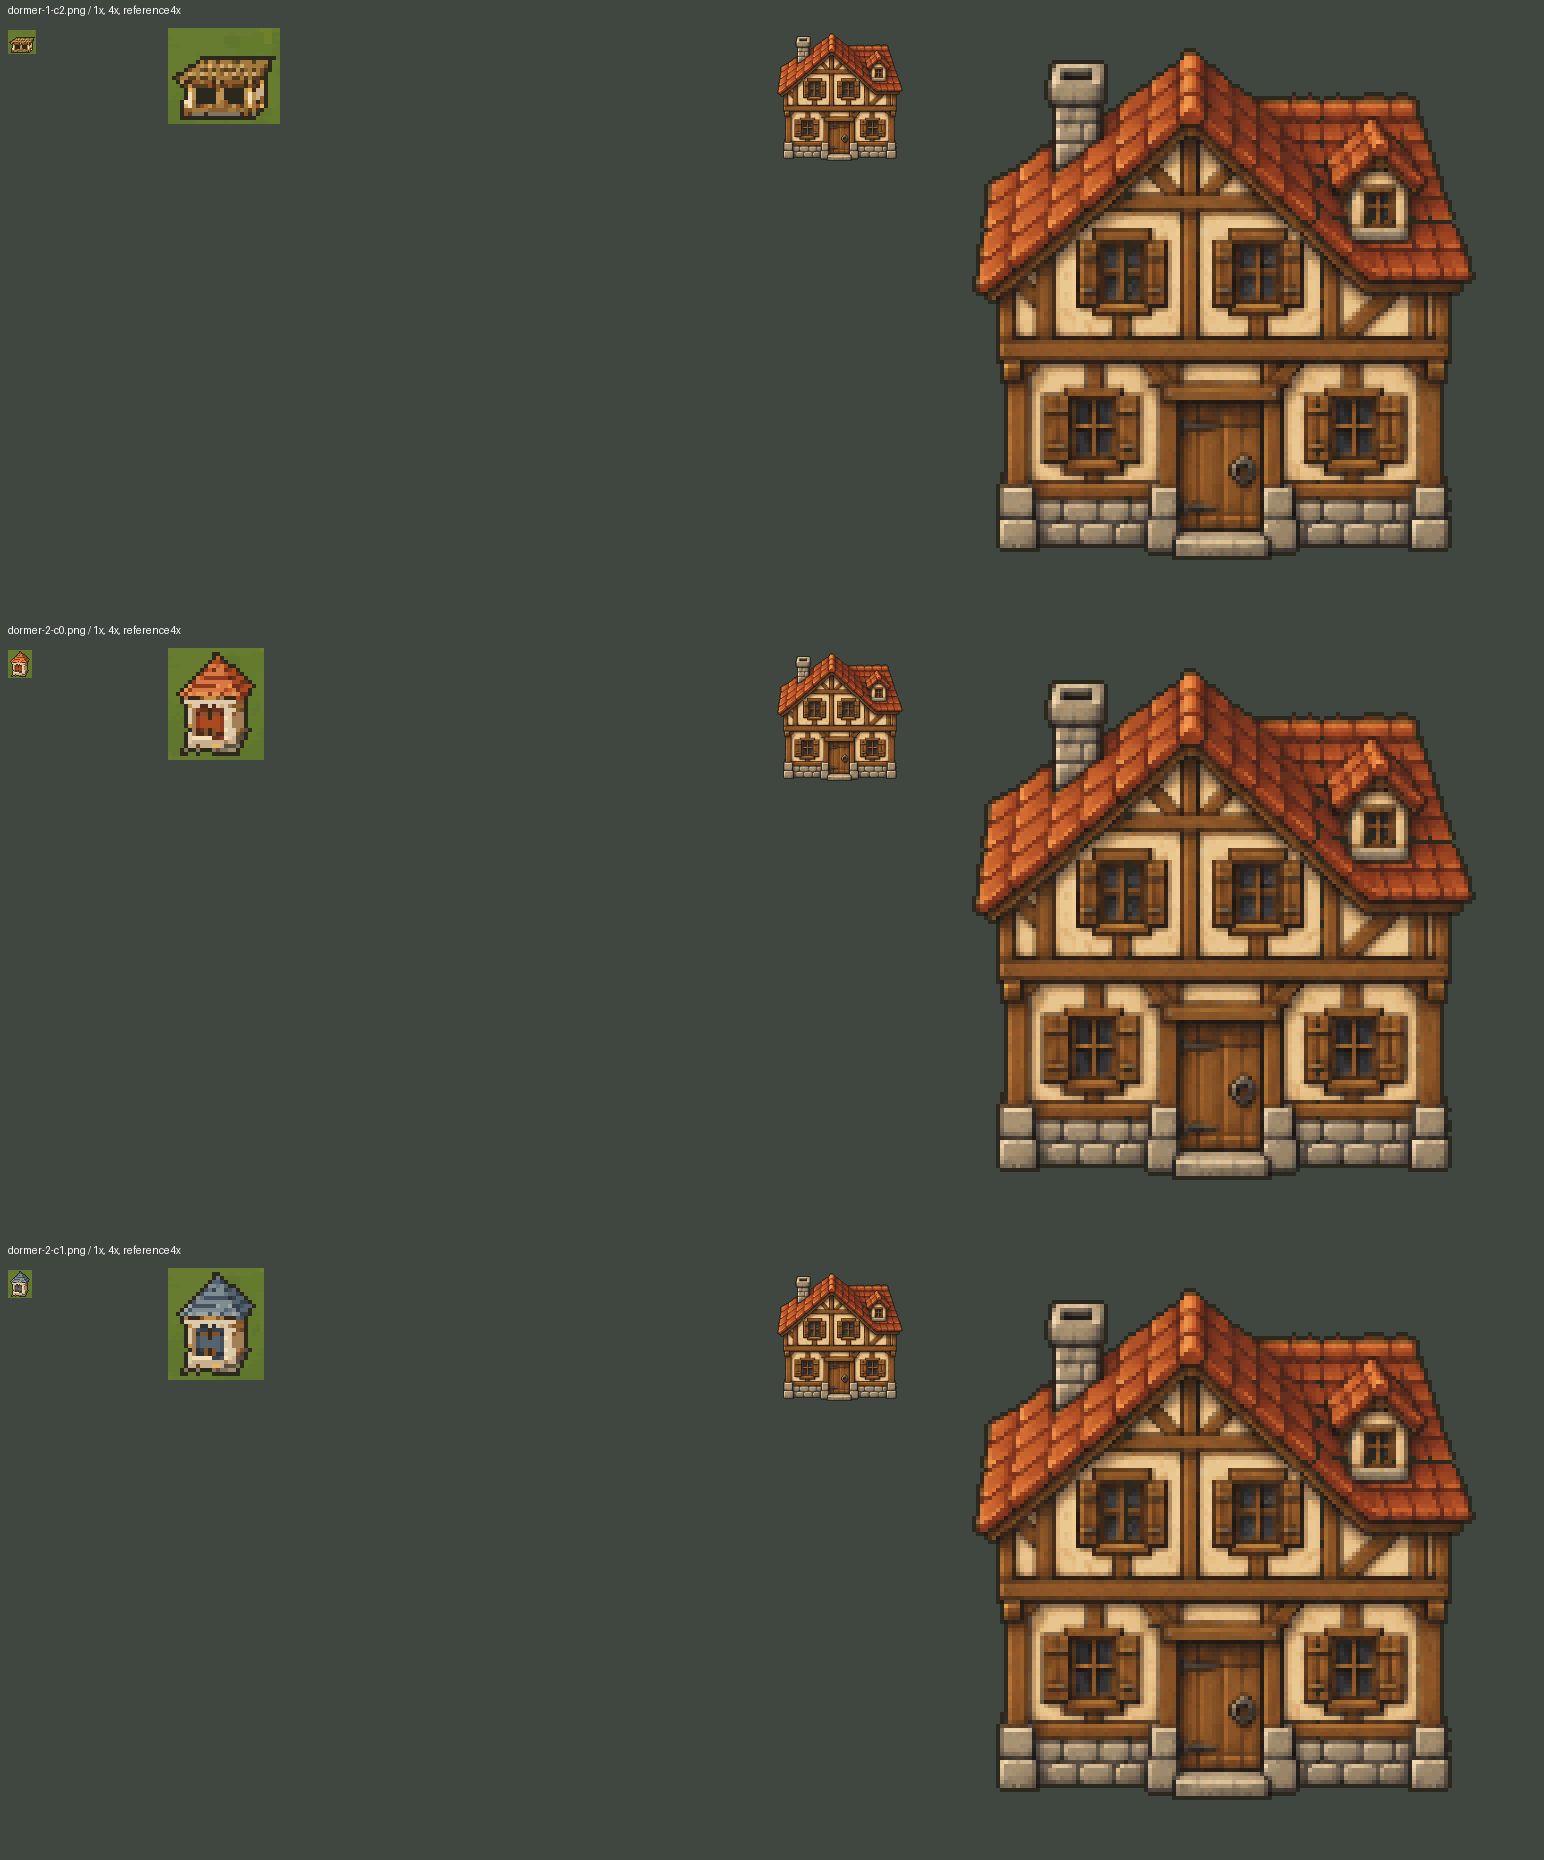 dormer-1-c2.png / 1x, 4x, reference4x
dormer-2-c0.png / 1x, 4x, reference4x
dormer-2-c1.png / 1x, 4x, reference4x